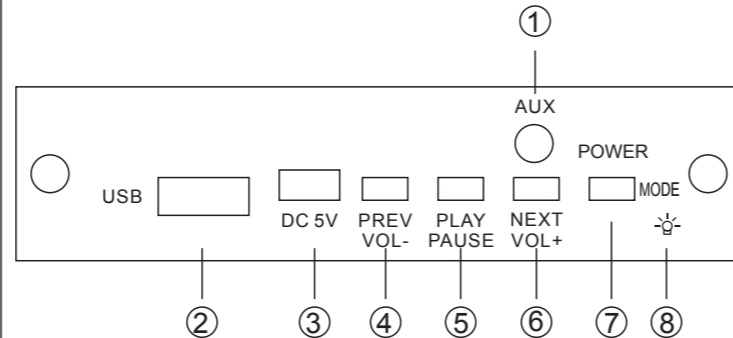 ①
AUX
POWER
USB
MODE
DC 5V
PREV
VOL-
PLAY
PAUSE
NEXT
VOL+
② ③ ④ ⑤ ⑥ ⑦ ⑧